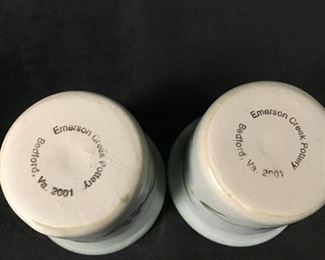 Emerson Creek Pottery
Bedford, Va. 2001
Emerson Creek Pottery
Bedford, Va. 2001